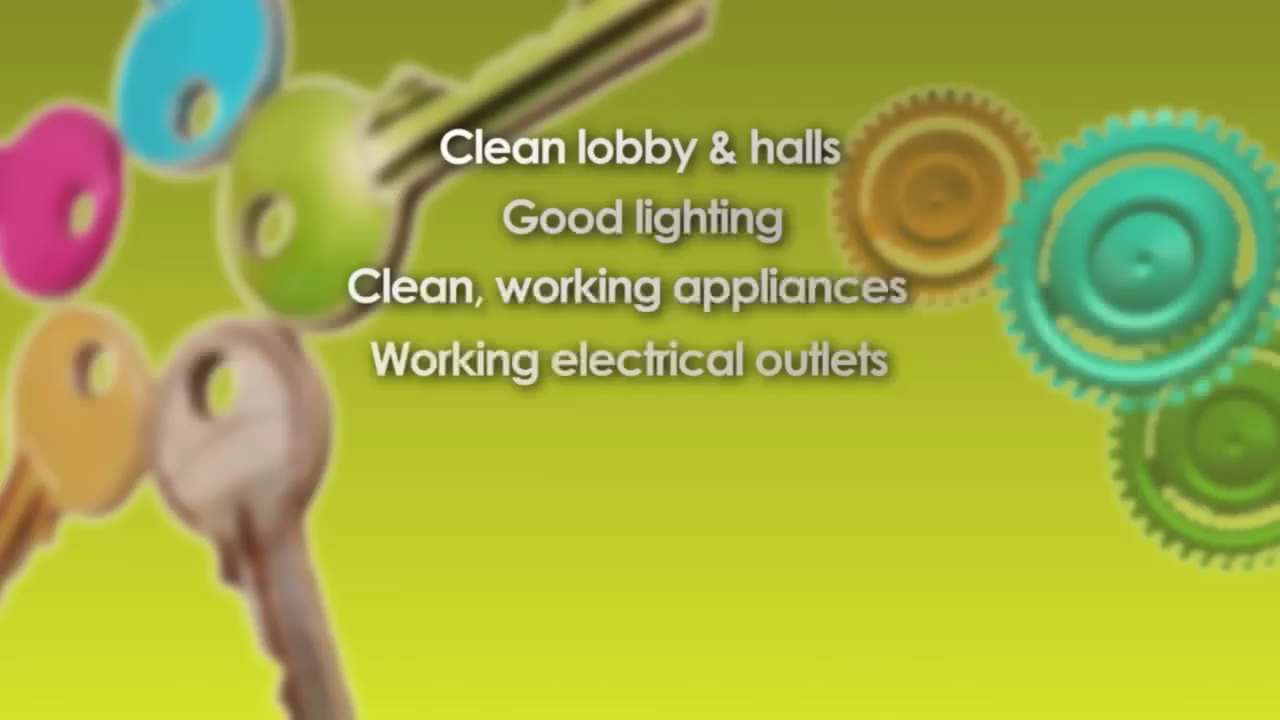 Clean lobby & halls
Good lighting
Clean, working appliances
Working electrical outlets